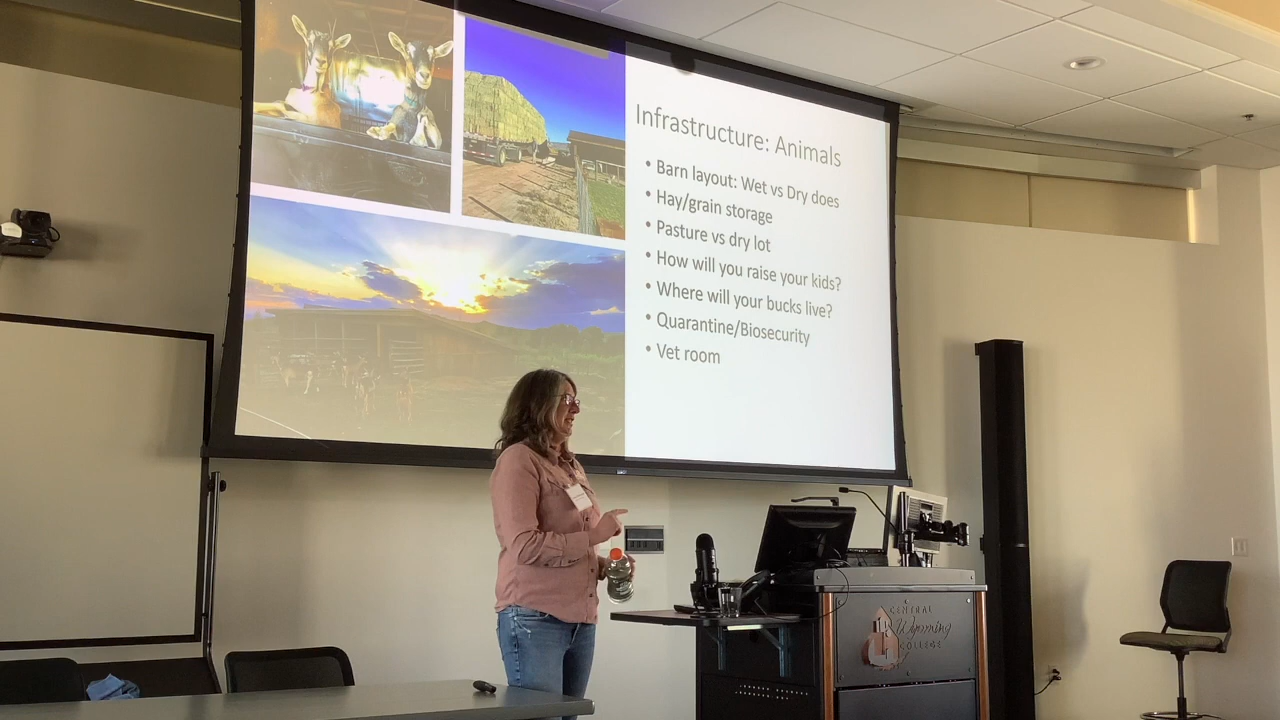 Infrastructure: Animals
• Barn layout: Wet vs Dry does
• Hay/grain storage
• Pasture vs dry lot
• How will you raise your kids?
• Where will your bucks live?
• Quarantine/Biosecurity
• Vet room
CENTRAL
Wyoming
COLLEGE